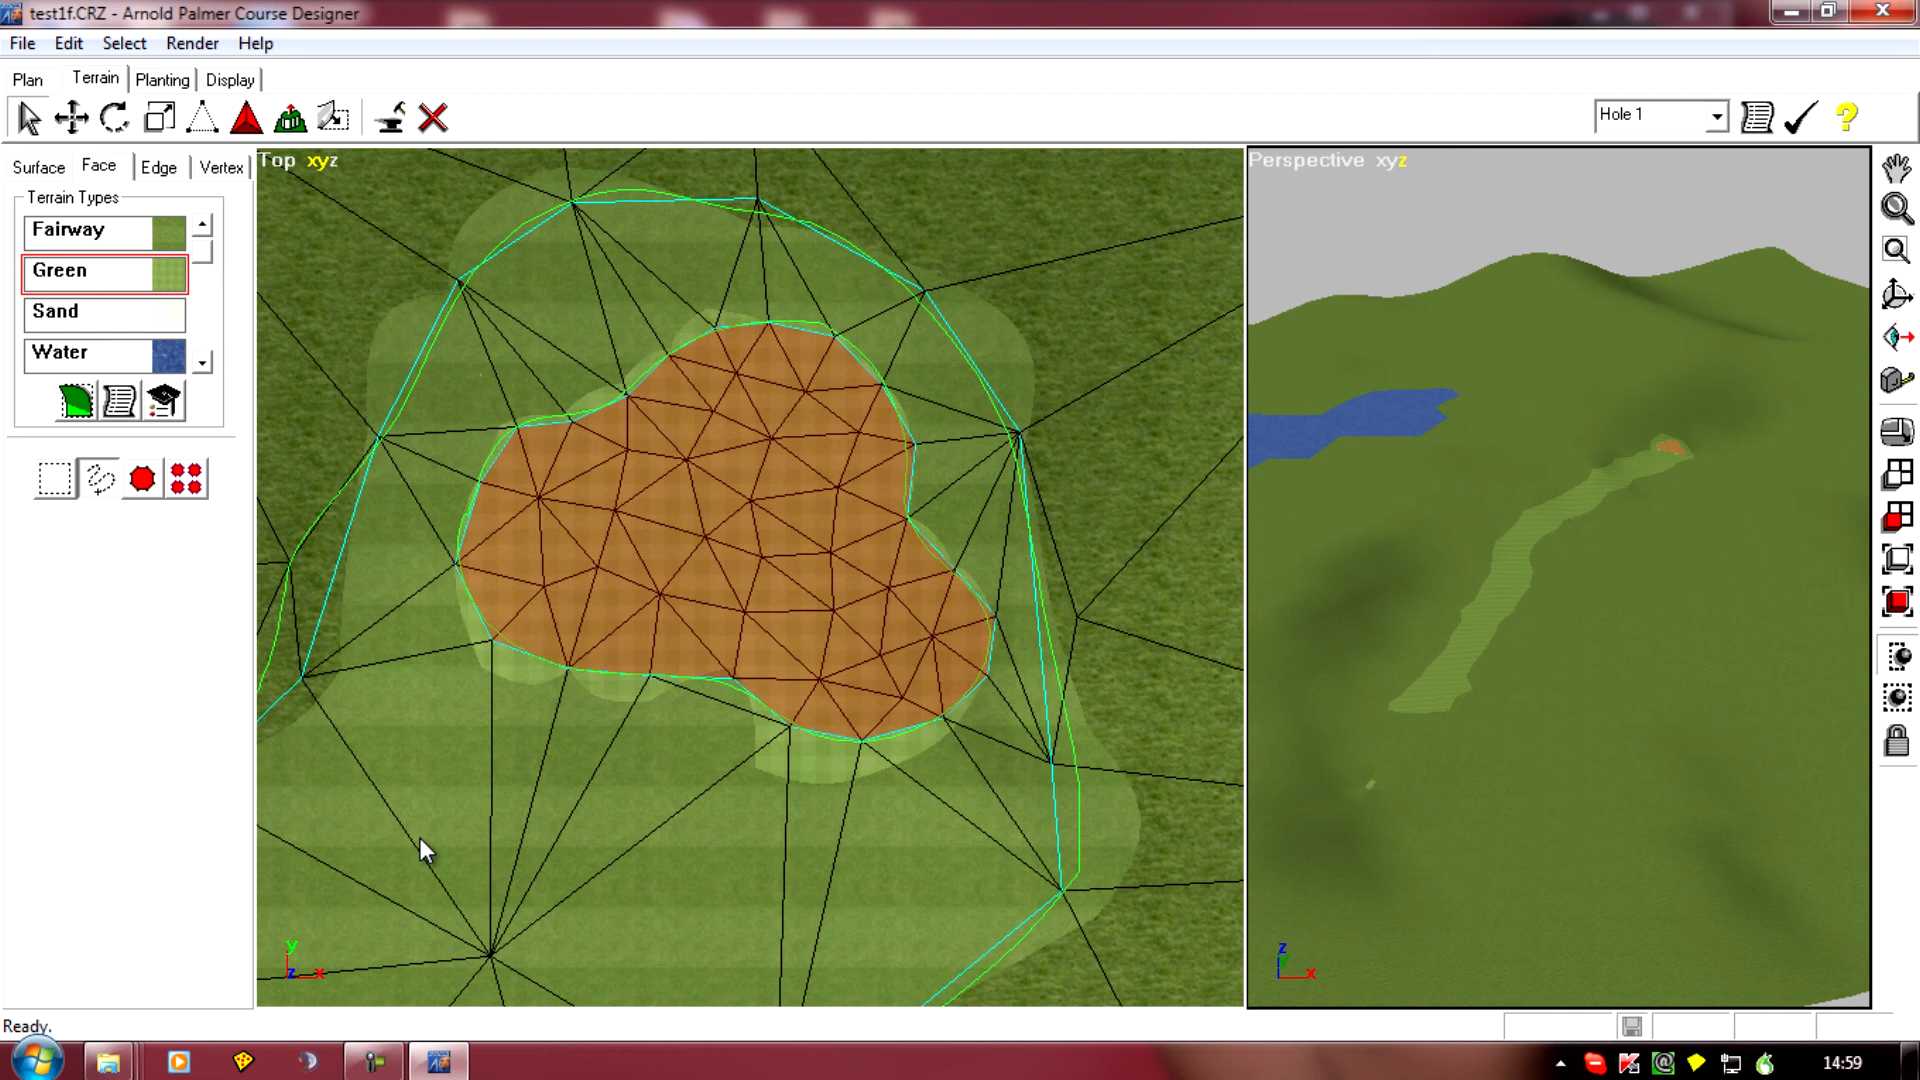 test1f.CRZ - Arnold Palmer Course Designer
File Edit Select Render Help
Plan Terrain Planting Display
Hole 1
?
Surface Face Edge Vertex
Terrain Types
Fairway
Green
Sand
Water
Top xyz
Perspective xyz
y
z x
z
y
x
Ready.
14:59